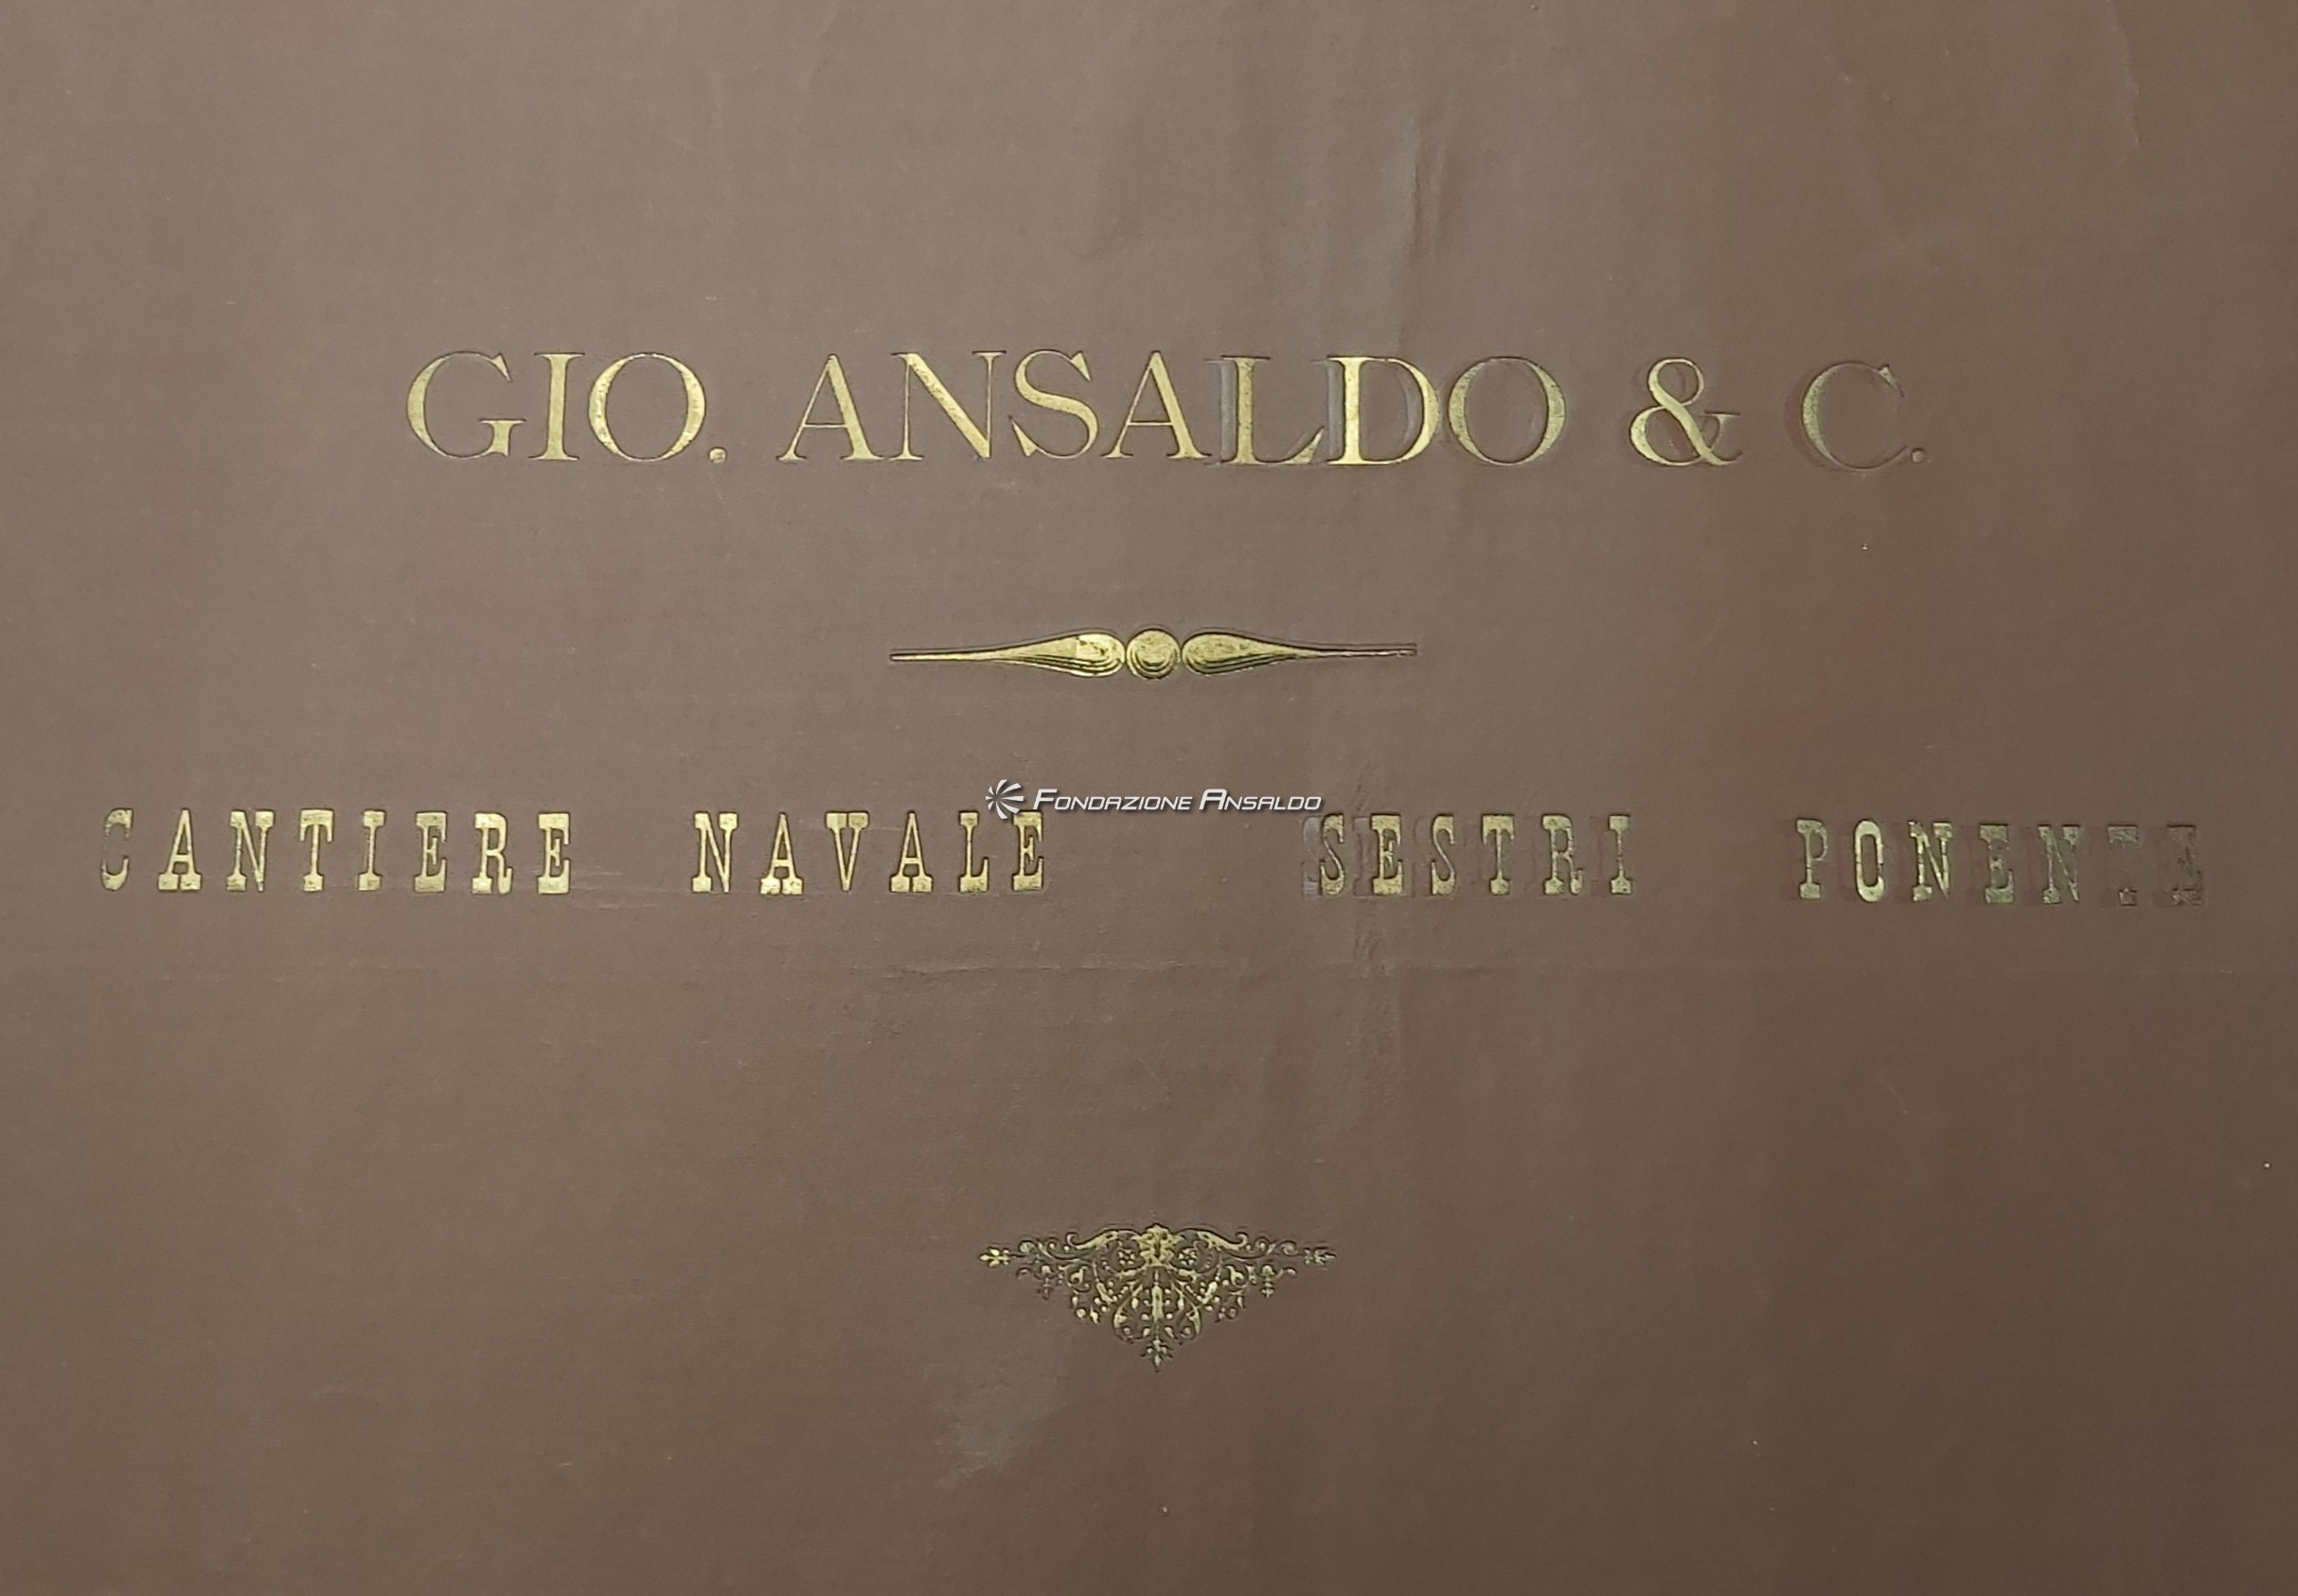 GIO. ANSALDO & C.
FONDAZIONE ANSALDO
CANTIERE NAVALE SESTRI PONENTE